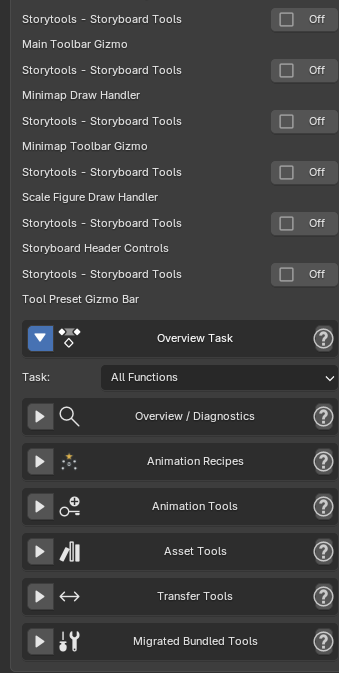 Storytools - Storyboard Tools Off
Main Toolbar Gizmo
Storytools - Storyboard Tools Off
Minimap Draw Handler
Storytools - Storyboard Tools Off
Minimap Toolbar Gizmo
Storytools - Storyboard Tools Off
Scale Figure Draw Handler
Storytools - Storyboard Tools Off
Storyboard Header Controls
Storytools - Storyboard Tools Off
Tool Preset Gizmo Bar
Overview Task ?
Task: All Functions
Overview / Diagnostics ?
Animation Recipes ?
Animation Tools ?
Asset Tools ?
Transfer Tools ?
Migrated Bundled Tools ?